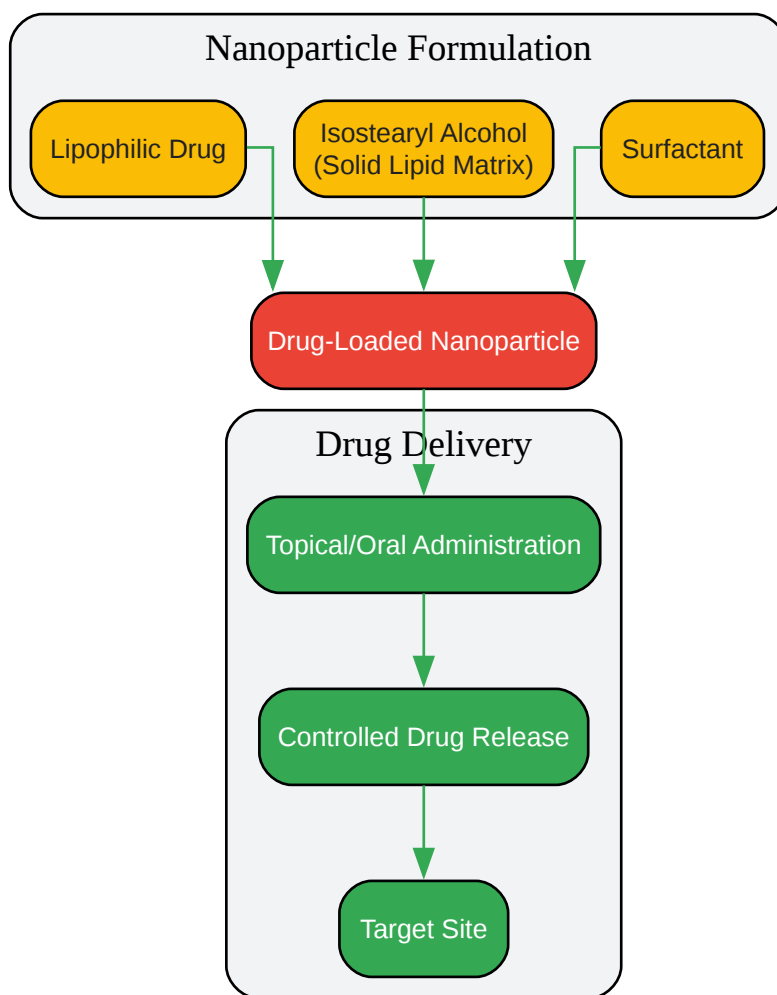 Nanoparticle Formulation
Lipophilic Drug
Isostearyl Alcohol
(Solid Lipid Matrix)
Surfactant
Drug-Loaded Nanoparticle
Drug Delivery
Topical/Oral Administration
Controlled Drug Release
Target Site